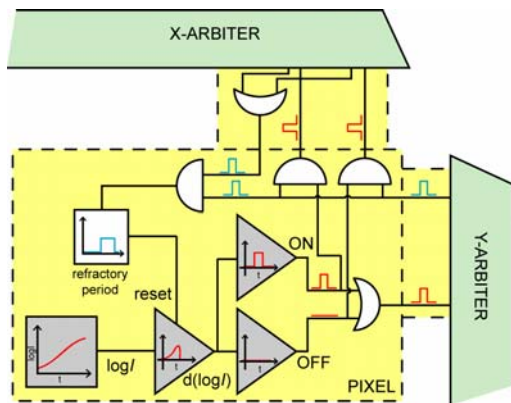 X-ARBITER
Y-ARBITER
t
refractory
period
reset
ON
t
logI
t
logI
t
d(logI)
t
OFF
PIXEL